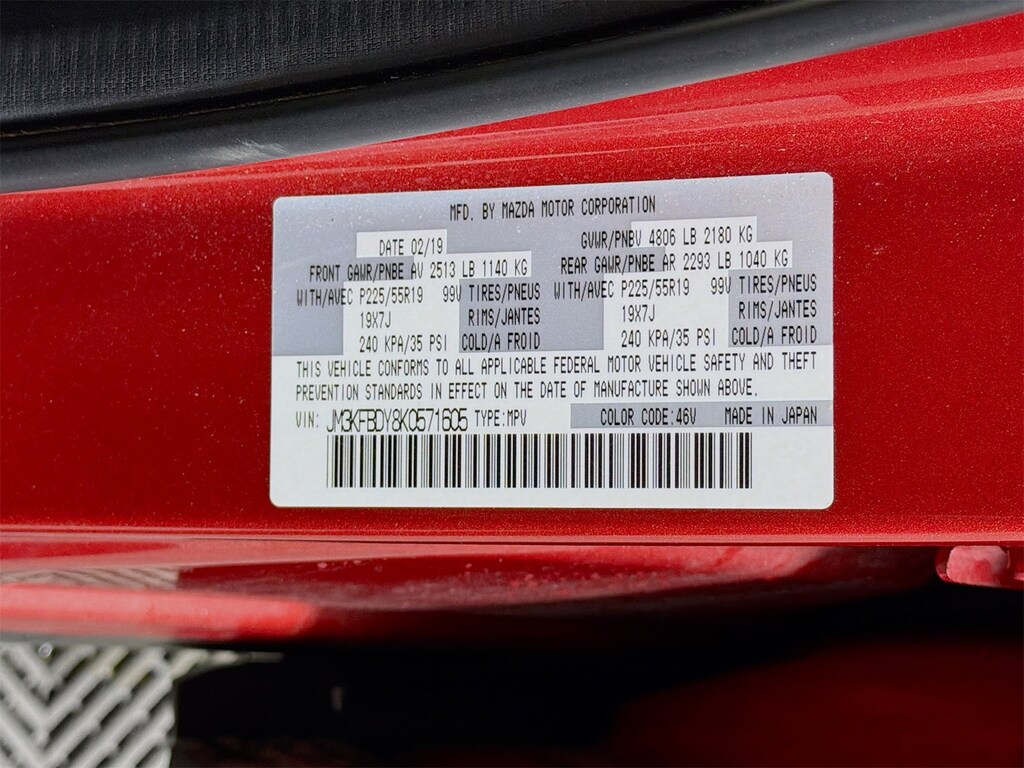 MFD. BY MAZDA MOTOR CORPORATION
DATE 02/19 GVWR/PNBV 4806 LB 2180 KG
FRONT GAWR/PNBE AV 2513 LB 1140 KG REAR GAWR/PNBE AR 2293 LB 1040 KG
WITH/AVEC P225/55R19 99V TIRES/PNEUS WITH/AVEC P225/55R19 99V TIRES/PNEUS
19X7J RIMS/JANTES 19X7J RIMS/JANTES
240 KPA/35 PSI COLD/A FROID 240 KPA/35 PSI COLD/A FROID
THIS VEHICLE CONFORMS TO ALL APPLICABLE FEDERAL MOTOR VEHICLE SAFETY AND THEFT
PREVENTION STANDARDS IN EFFECT ON THE DATE OF MANUFACTURE SHOWN ABOVE.
VIN: JM3KFBDY8K0571605 TYPE:MPV COLOR CODE:46V MADE IN JAPAN